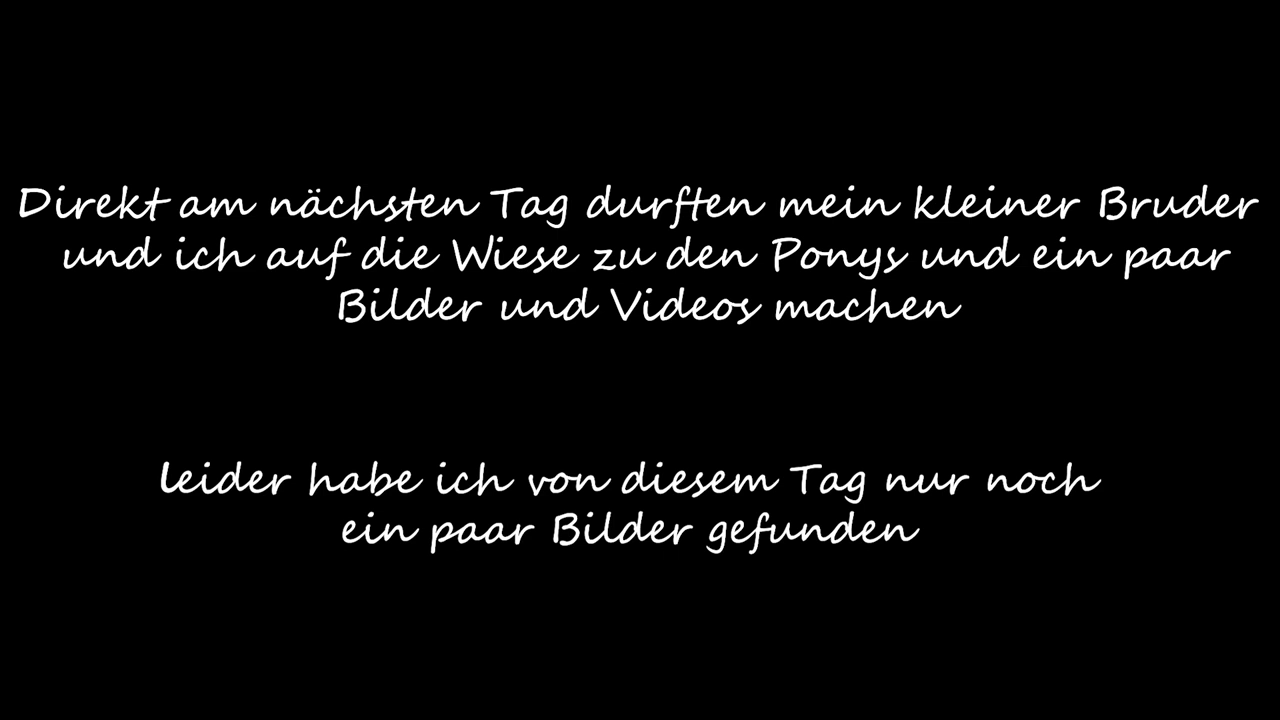 Direkt am nächsten Tag durften mein kleiner Bruder
und ich auf die Wiese zu den Ponys und ein paar
Bilder und Videos machen
leider habe ich von diesem Tag nur noch
ein paar Bilder gefunden